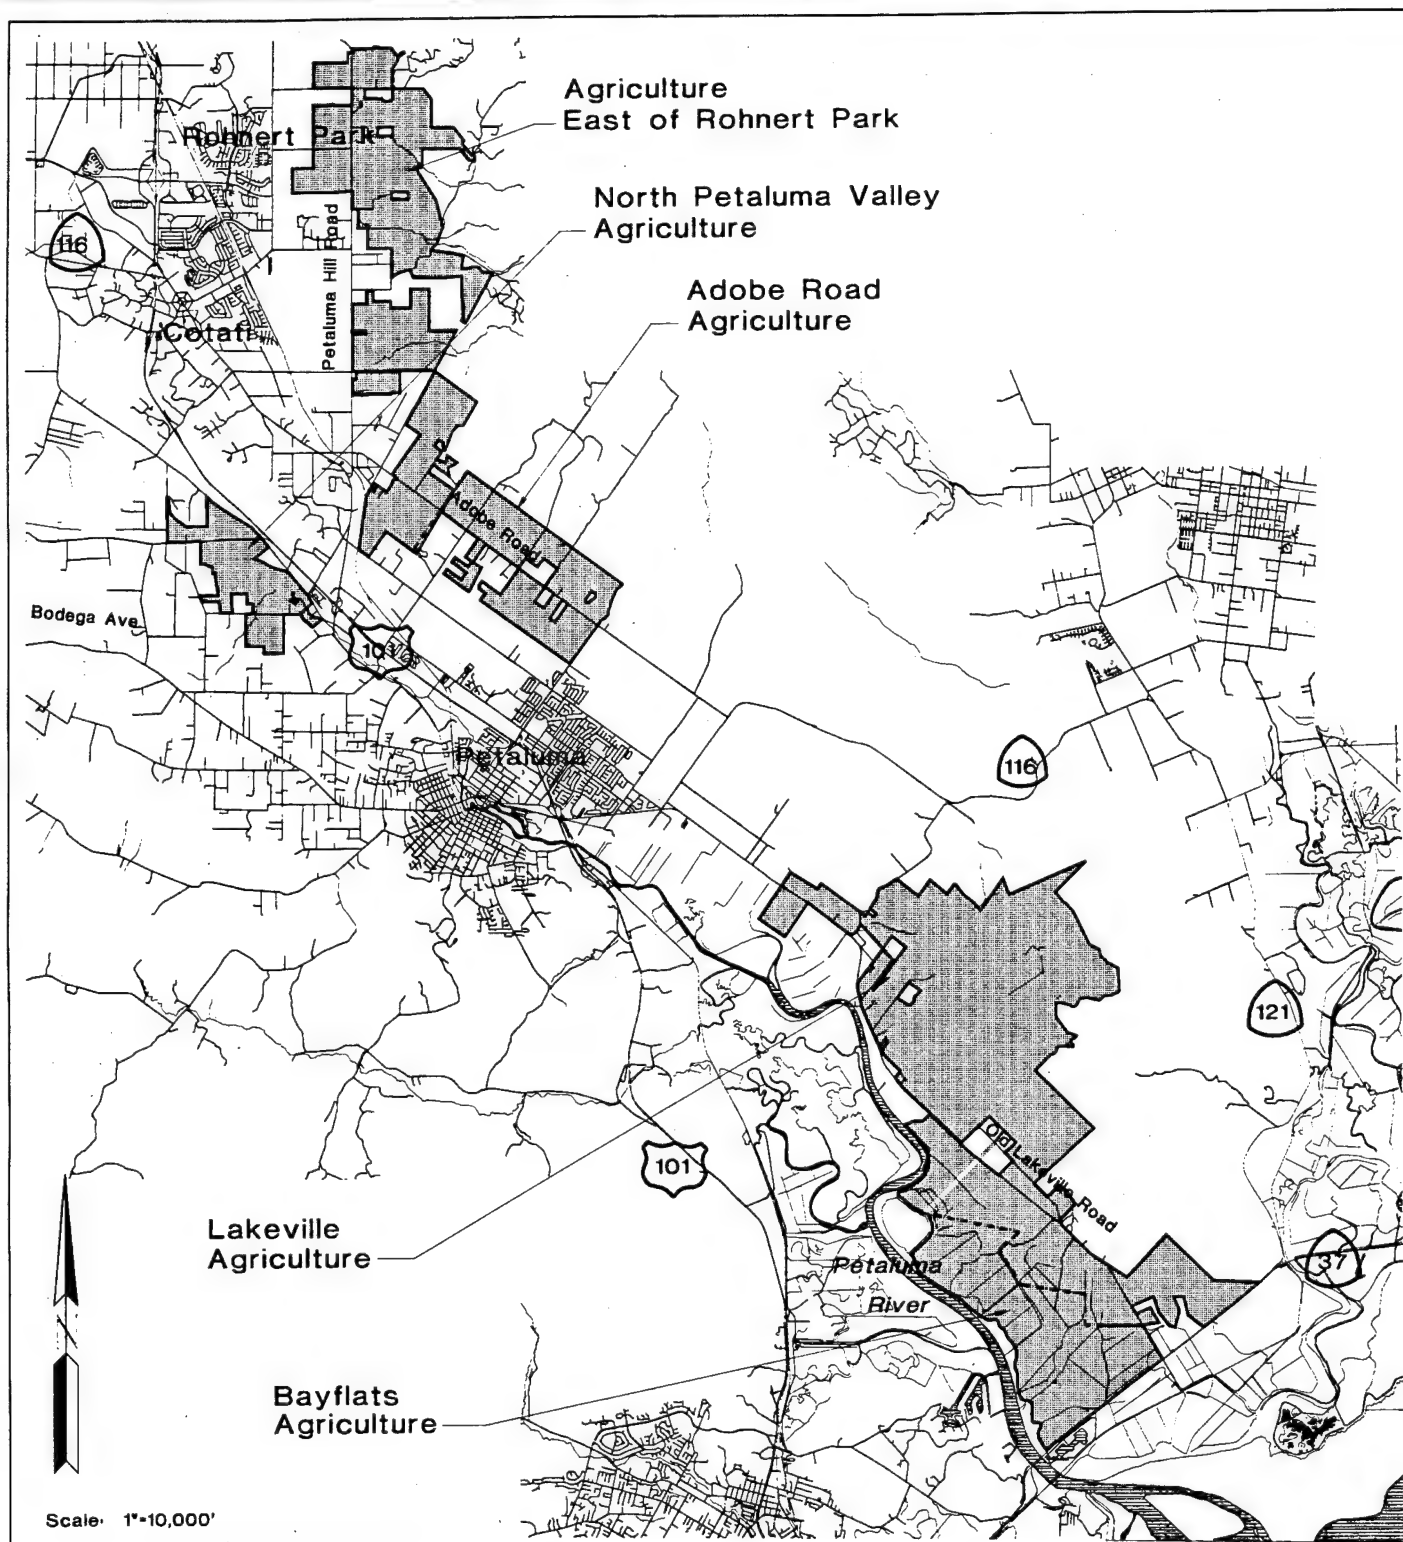 Agriculture
East of Rohnert Park
Rohnert Park
North Petaluma Valley
Agriculture
116
Petaluma Hill Road
Adobe Road
Agriculture
Cotati
Adobe Road
Bodega Ave
101
Petaluma
116
121
Old Lakeville Road
101
Lakeville
Agriculture
Petaluma
River
37
Bayflats
Agriculture
Scale: 1"=10,000'